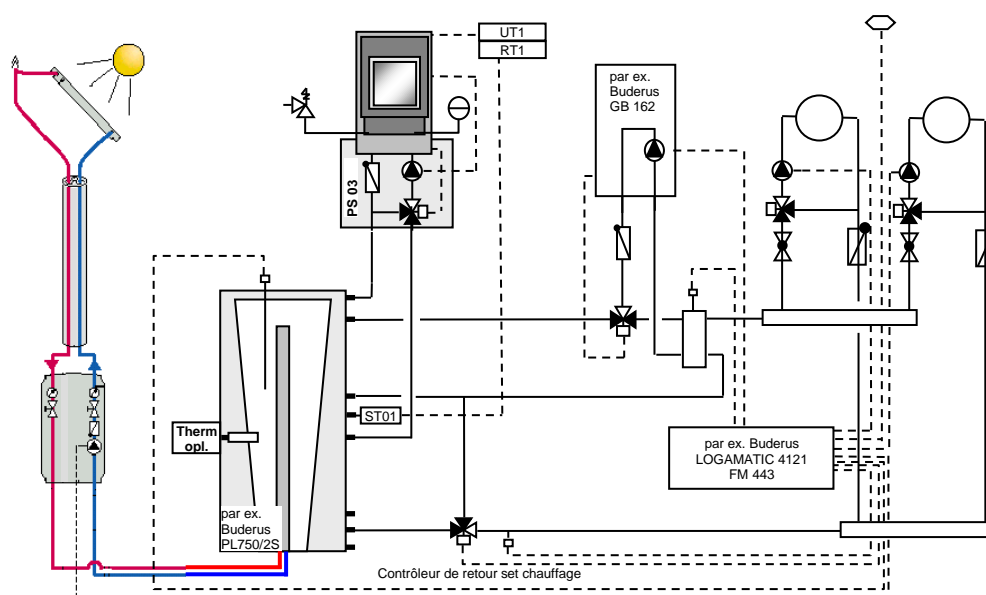 UT1
RT1
par ex.
Buderus
GB 162
4
PS 03
ST01
Therm
opl.
par ex. Buderus
LOGAMATIC 4121
FM 443
par ex.
Buderus
PL750/2S
Contrôleur de retour set chauffage